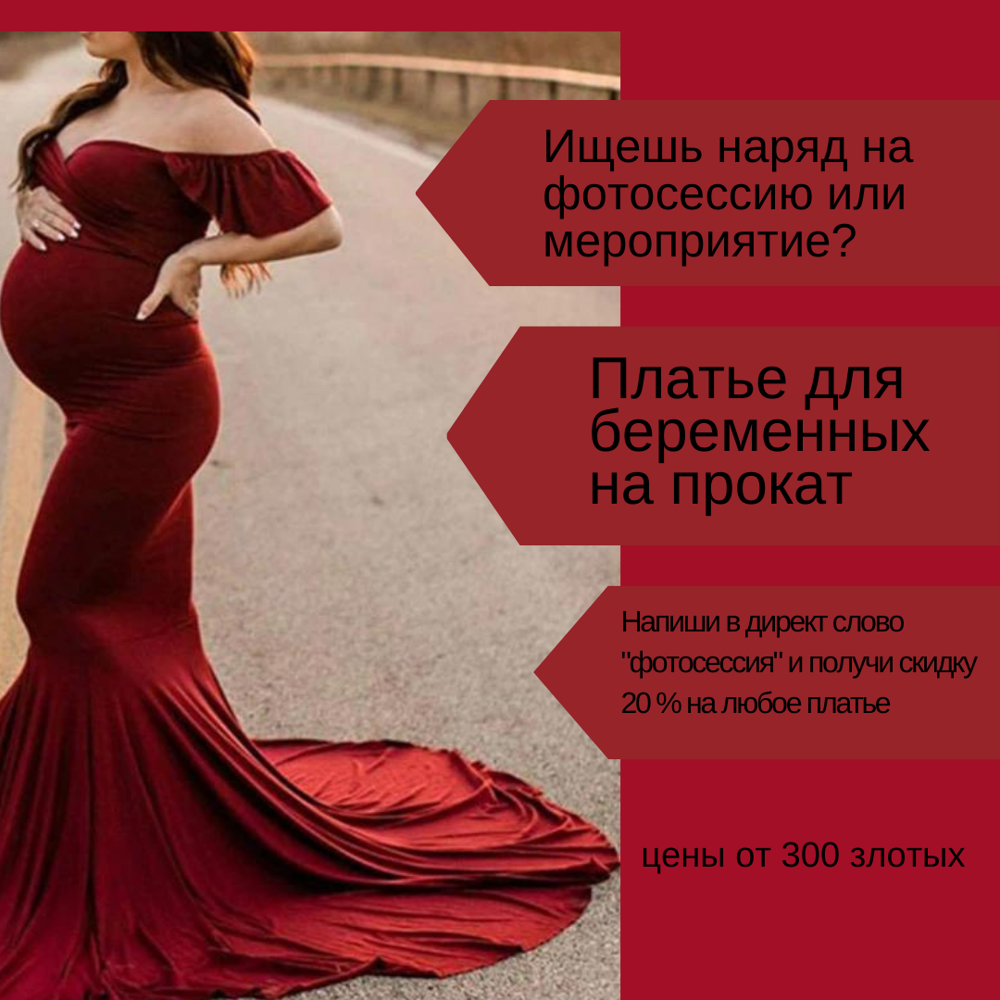 Ищешь наряд на
фотосессию или
мероприятие?
Платье для
беременных
на прокат
Напиши в директ слово
"фотосессия" и получи скидку
20 % на любое платье
цены от 300 злотых